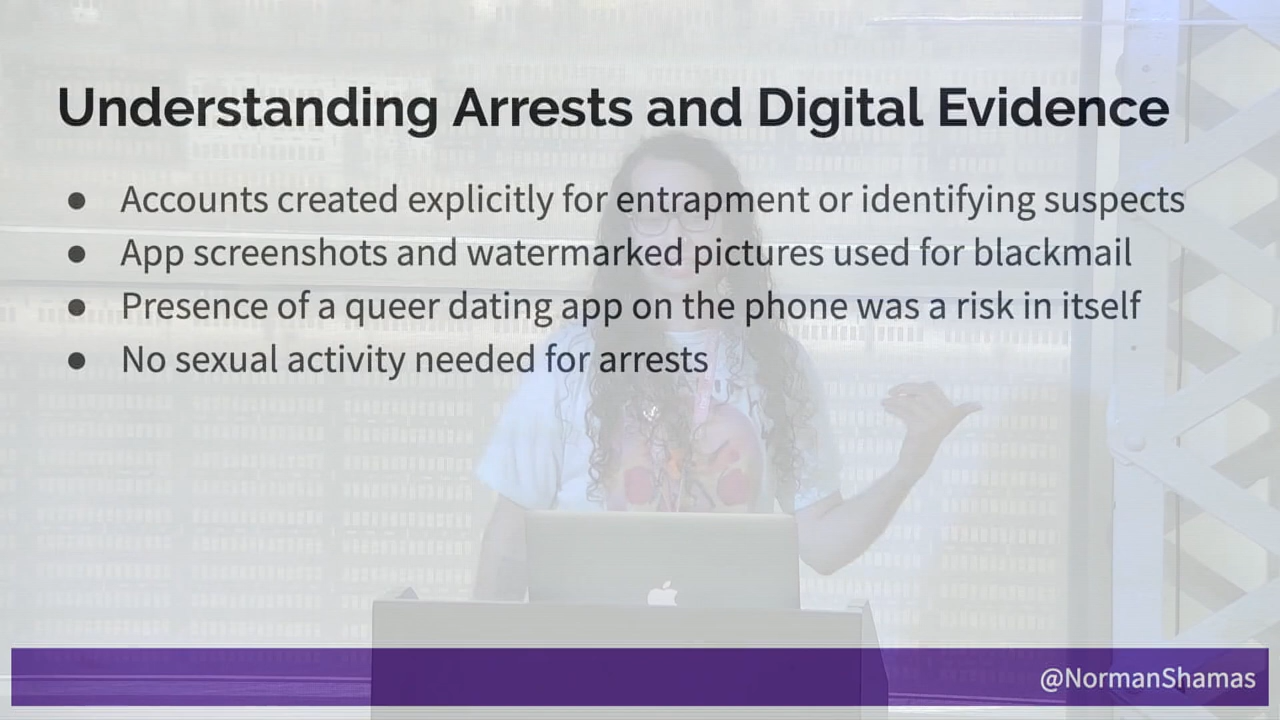 Understanding Arrests and Digital Evidence
● Accounts created explicitly for entrapment or identifying suspects
● App screenshots and watermarked pictures used for blackmail
● Presence of a queer dating app on the phone was a risk in itself
● No sexual activity needed for arrests
@NormanShamas